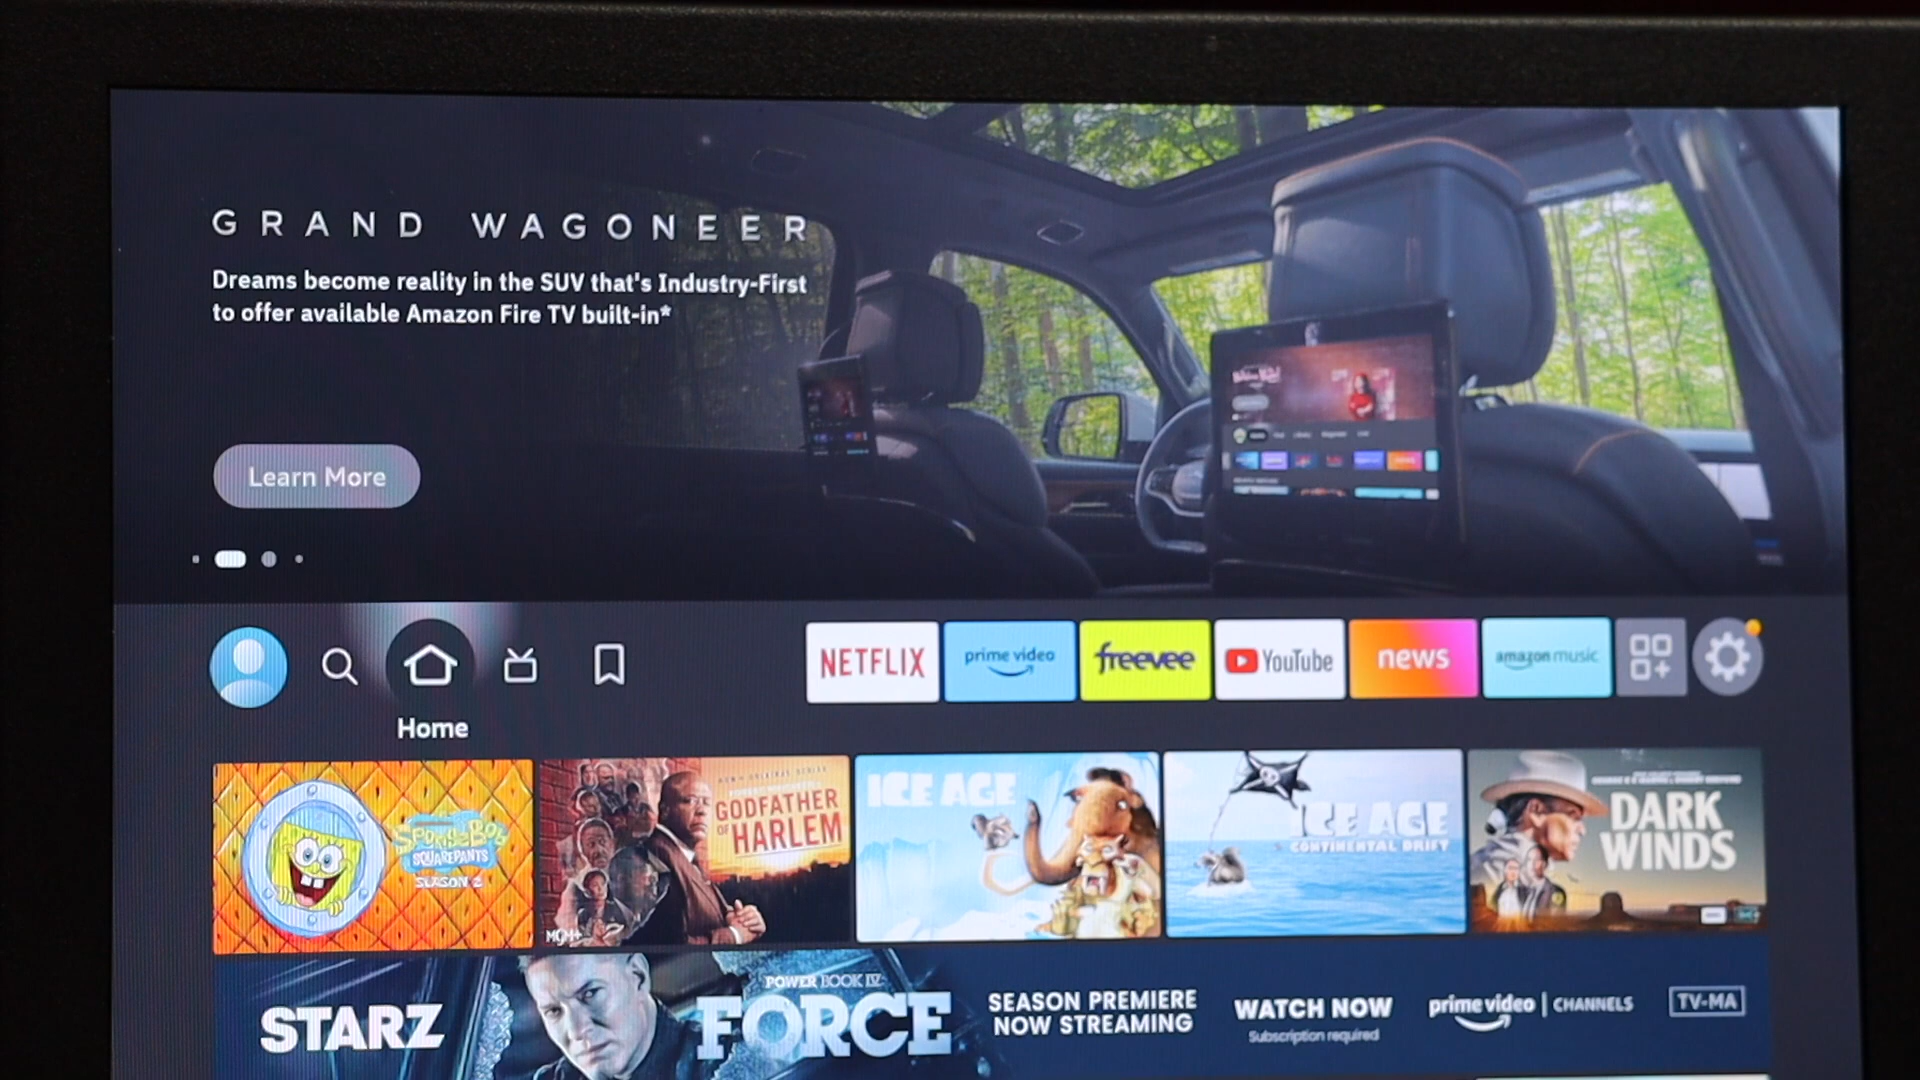 GRAND WAGONEER
Dreams become reality in the SUV that's Industry-First
to offer available Amazon Fire TV built-in*
Learn More
NETFLIX
prime video
freevee
YouTube
news
amazon music
Home
SPONGEBOB
SQUAREPANTS
SEASON 2
GODFATHER
OF HARLEM
MGM+
ICE AGE
ICE AGE
CONTINENTAL DRIFT
DARK
WINDS
STARZ
POWER BOOK IV
FORCE
SEASON PREMIERE
NOW STREAMING
WATCH NOW
Subscription required
prime video | CHANNELS
TV-MA